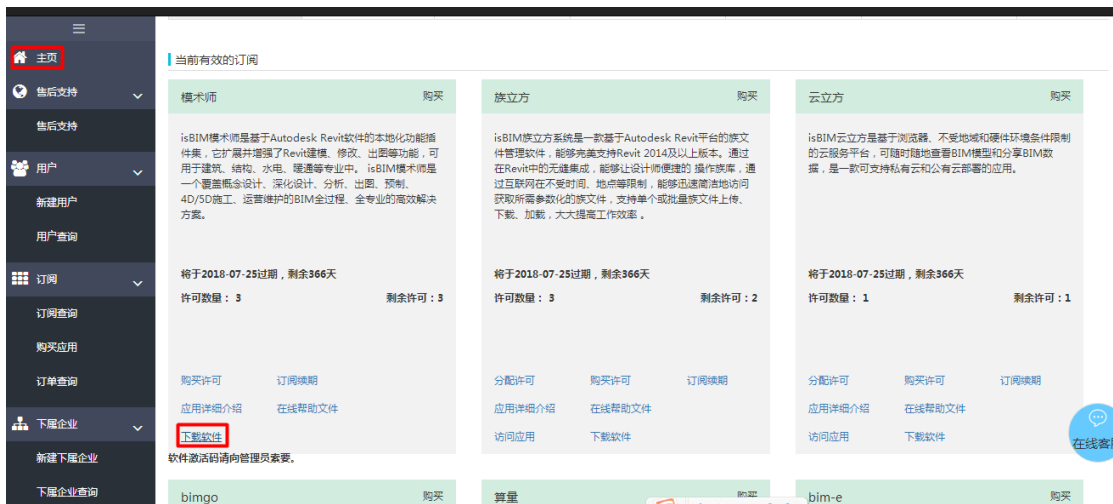 主页
售后支持
售后支持
用户
新建用户
用户查询
订阅
订阅查询
购买应用
订单查询
下属企业
新建下属企业
下属企业查询
当前有效的订阅
模术师 购买
isBIM模术师是基于Autodesk Revit软件的本地化功能插
件集，它扩展并增强了Revit建模、修改、出图等功能，可
用于建筑、结构、水电、暖通等专业中。 isBIM模术师是
一个覆盖概念设计、深化设计、分析、出图、预制、
4D/5D施工、运营维护的BIM全过程、全专业的高效解决
方案。
将于2018-07-25过期，剩余366天
许可数量： 3 剩余许可：3
购买许可 订阅续期
应用详细介绍 在线帮助文件
下载软件
软件激活码请向管理员索要。
族立方 购买
isBIM族立方系统是一款基于Autodesk Revit平台的族文
件管理软件，能够完美支持Revit 2014及以上版本。通过
在Revit中的无缝集成，能够让设计师便捷的 操作族库，通
过互联网在不受时间、地点等限制，能够迅速简洁地访问
获取所需参数化的族文件，支持单个或批量族文件上传、
下载、加载，大大提高工作效率 。
将于2018-07-25过期，剩余366天
许可数量： 3 剩余许可：2
分配许可 购买许可 订阅续期
应用详细介绍 在线帮助文件
访问应用 下载软件
云立方 购买
isBIM云立方是基于浏览器、不受地域和硬件环境条件限制
的云服务平台，可随时随地查看BIM模型和分享BIM数
据，是一款可支持私有云和公有云部署的应用。
将于2018-07-25过期，剩余366天
许可数量： 1 剩余许可：1
分配许可 购买许可 订阅续期
应用详细介绍 在线帮助文件
访问应用 下载软件
在线客服
bimgo 购买
算量 购买
bim-e 购买